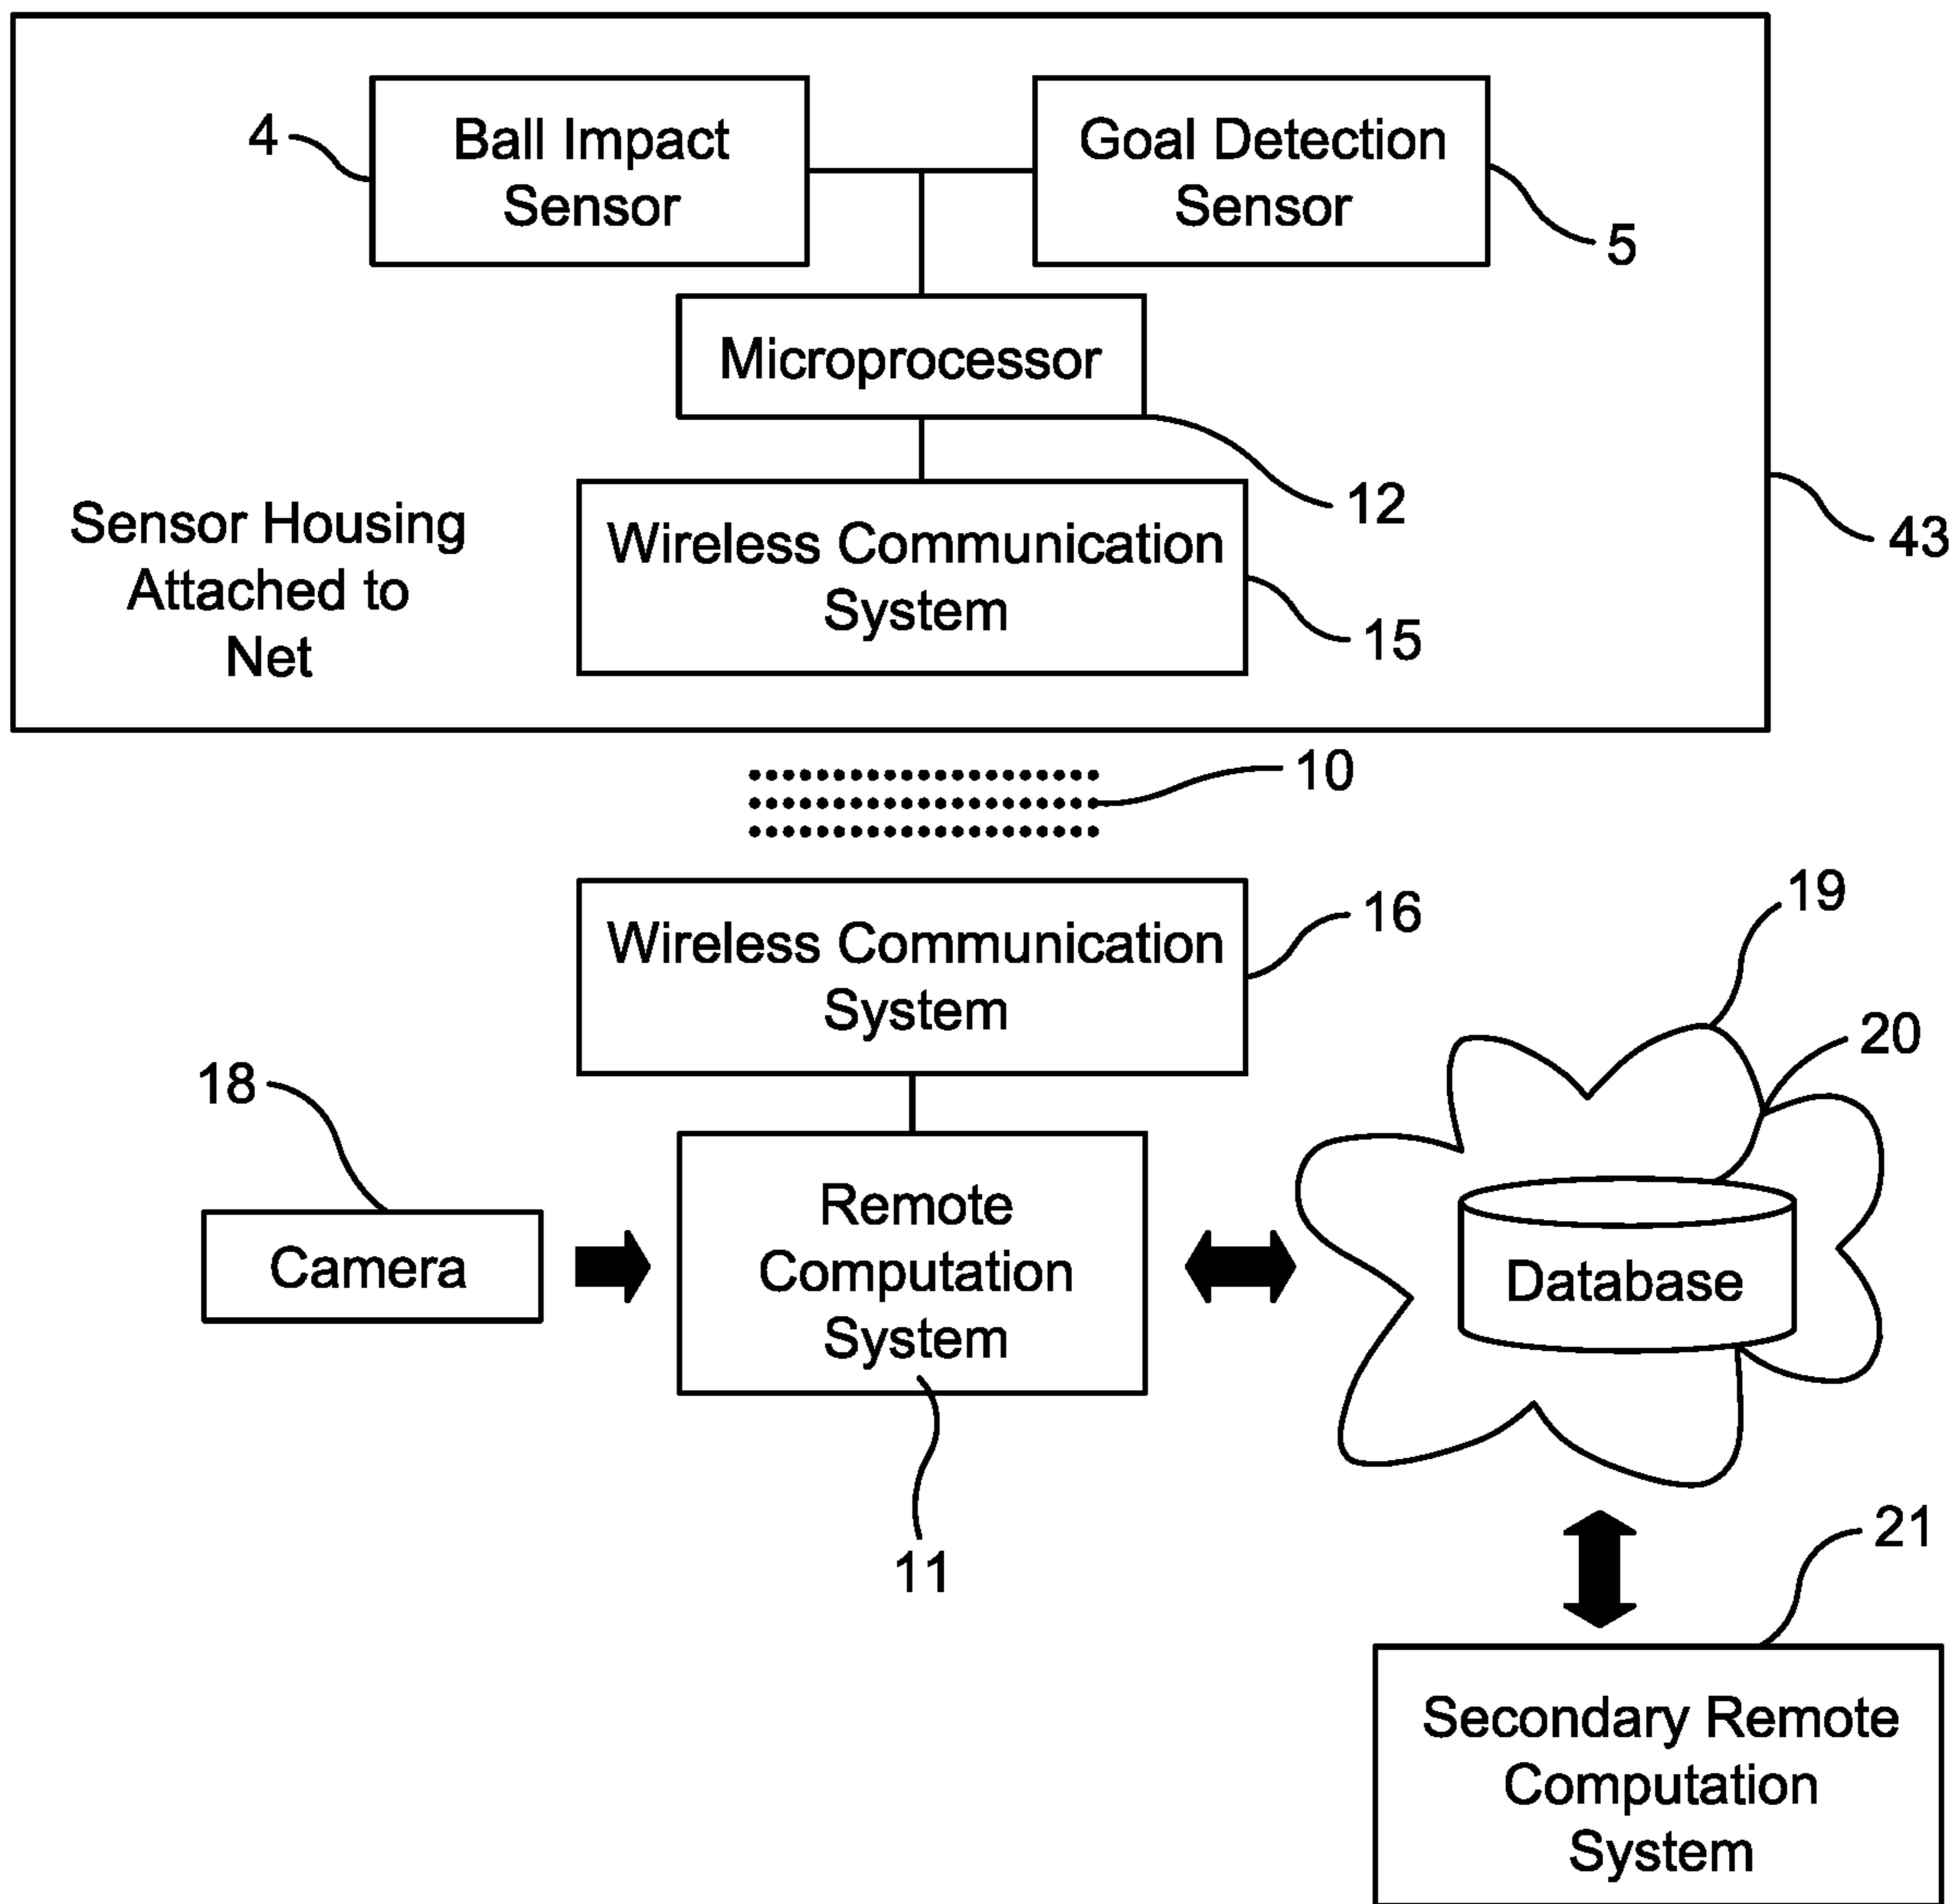 4
Ball Impact
Sensor
Goal Detection
Sensor
5
Microprocessor
12
Sensor Housing
Attached to
Net
Wireless Communication
System
15
43
10
Wireless Communication
System
16
19
20
18
Camera
Remote
Computation
System
11
Database
21
Secondary Remote
Computation
System